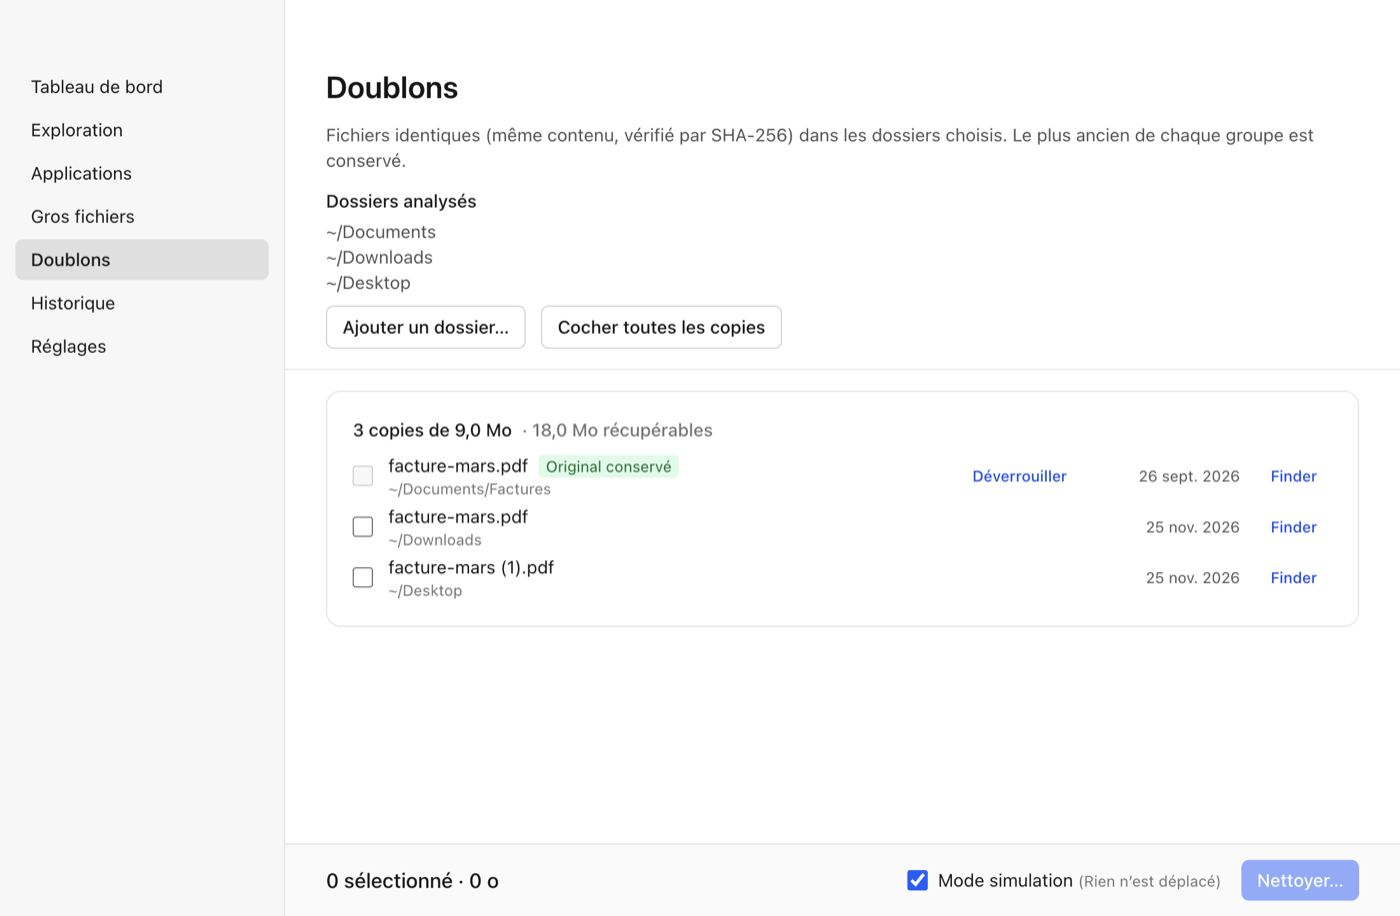 Tableau de bord
Exploration
Applications
Gros fichiers
Doublons
Historique
Réglages
Doublons
Fichiers identiques (même contenu, vérifié par SHA-256) dans les dossiers choisis. Le plus ancien de chaque groupe est
conservé.
Dossiers analysés
~/Documents
~/Downloads
~/Desktop
Ajouter un dossier... Cocher toutes les copies
3 copies de 9,0 Mo · 18,0 Mo récupérables
facture-mars.pdf Original conservé
~/Documents/Factures
Déverrouiller 26 sept. 2026 Finder
facture-mars.pdf
~/Downloads
25 nov. 2026 Finder
facture-mars (1).pdf
~/Desktop
25 nov. 2026 Finder
0 sélectionné · 0 o Mode simulation (Rien n’est déplacé) Nettoyer...